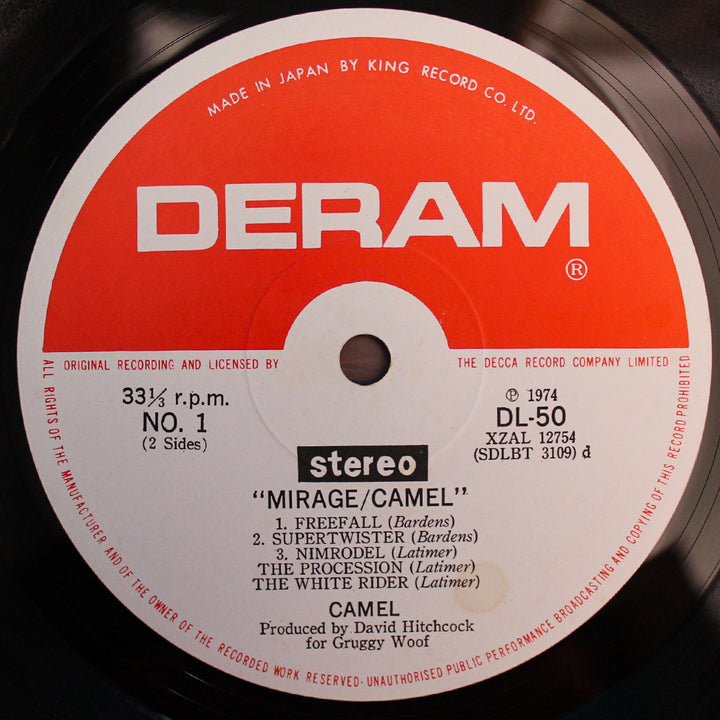 MADE IN JAPAN BY KING RECORD CO. LTD.
DERAM
®
ORIGINAL RECORDING AND LICENSED BY THE DECCA RECORD COMPANY LIMITED
33⅓ r.p.m.
NO. 1
(2 Sides)
℗ 1974
DL-50
XZAL 12754
(SDLBT 3109) d
stereo
"MIRAGE/CAMEL"
1. FREEFALL (Bardens)
2. SUPERTWISTER (Bardens)
3. NIMRODEL (Latimer)
THE PROCESSION (Latimer)
THE WHITE RIDER (Latimer)
CAMEL
Produced by David Hitchcock
for Gruggy Woof
ALL RIGHTS OF THE MANUFACTURER AND OF THE OWNER OF THE RECORDED WORK RESERVED·UNAUTHORISED PUBLIC PERFORMANCE BROADCASTING AND COPYING OF THIS RECORD PROHIBITED